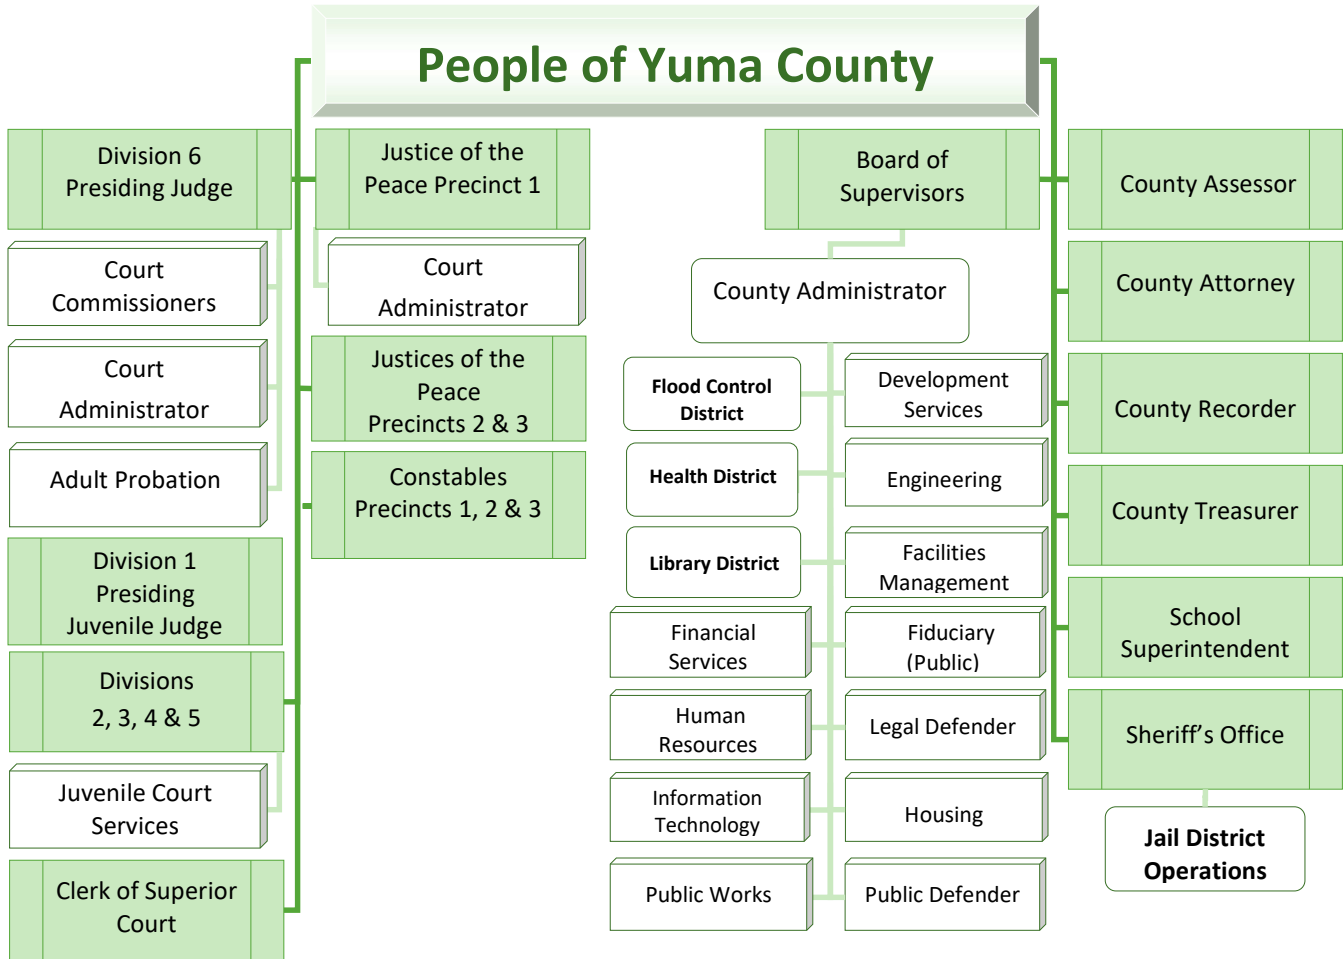 People of Yuma County
Division 6
Presiding Judge
Court
Commissioners
Court
Administrator
Adult Probation
Division 1
Presiding
Juvenile Judge
Divisions
2, 3, 4 & 5
Juvenile Court
Services
Clerk of Superior
Court
Justice of the
Peace Precinct 1
Court
Administrator
Justices of the
Peace
Precincts 2 & 3
Constables
Precincts 1, 2 & 3
Board of
Supervisors
County Administrator
Flood Control
District
Development
Services
Health District
Engineering
Library District
Facilities
Management
Financial
Services
Fiduciary
(Public)
Human
Resources
Legal Defender
Information
Technology
Housing
Public Works
Public Defender
County Assessor
County Attorney
County Recorder
County Treasurer
School
Superintendent
Sheriff’s Office
Jail District
Operations